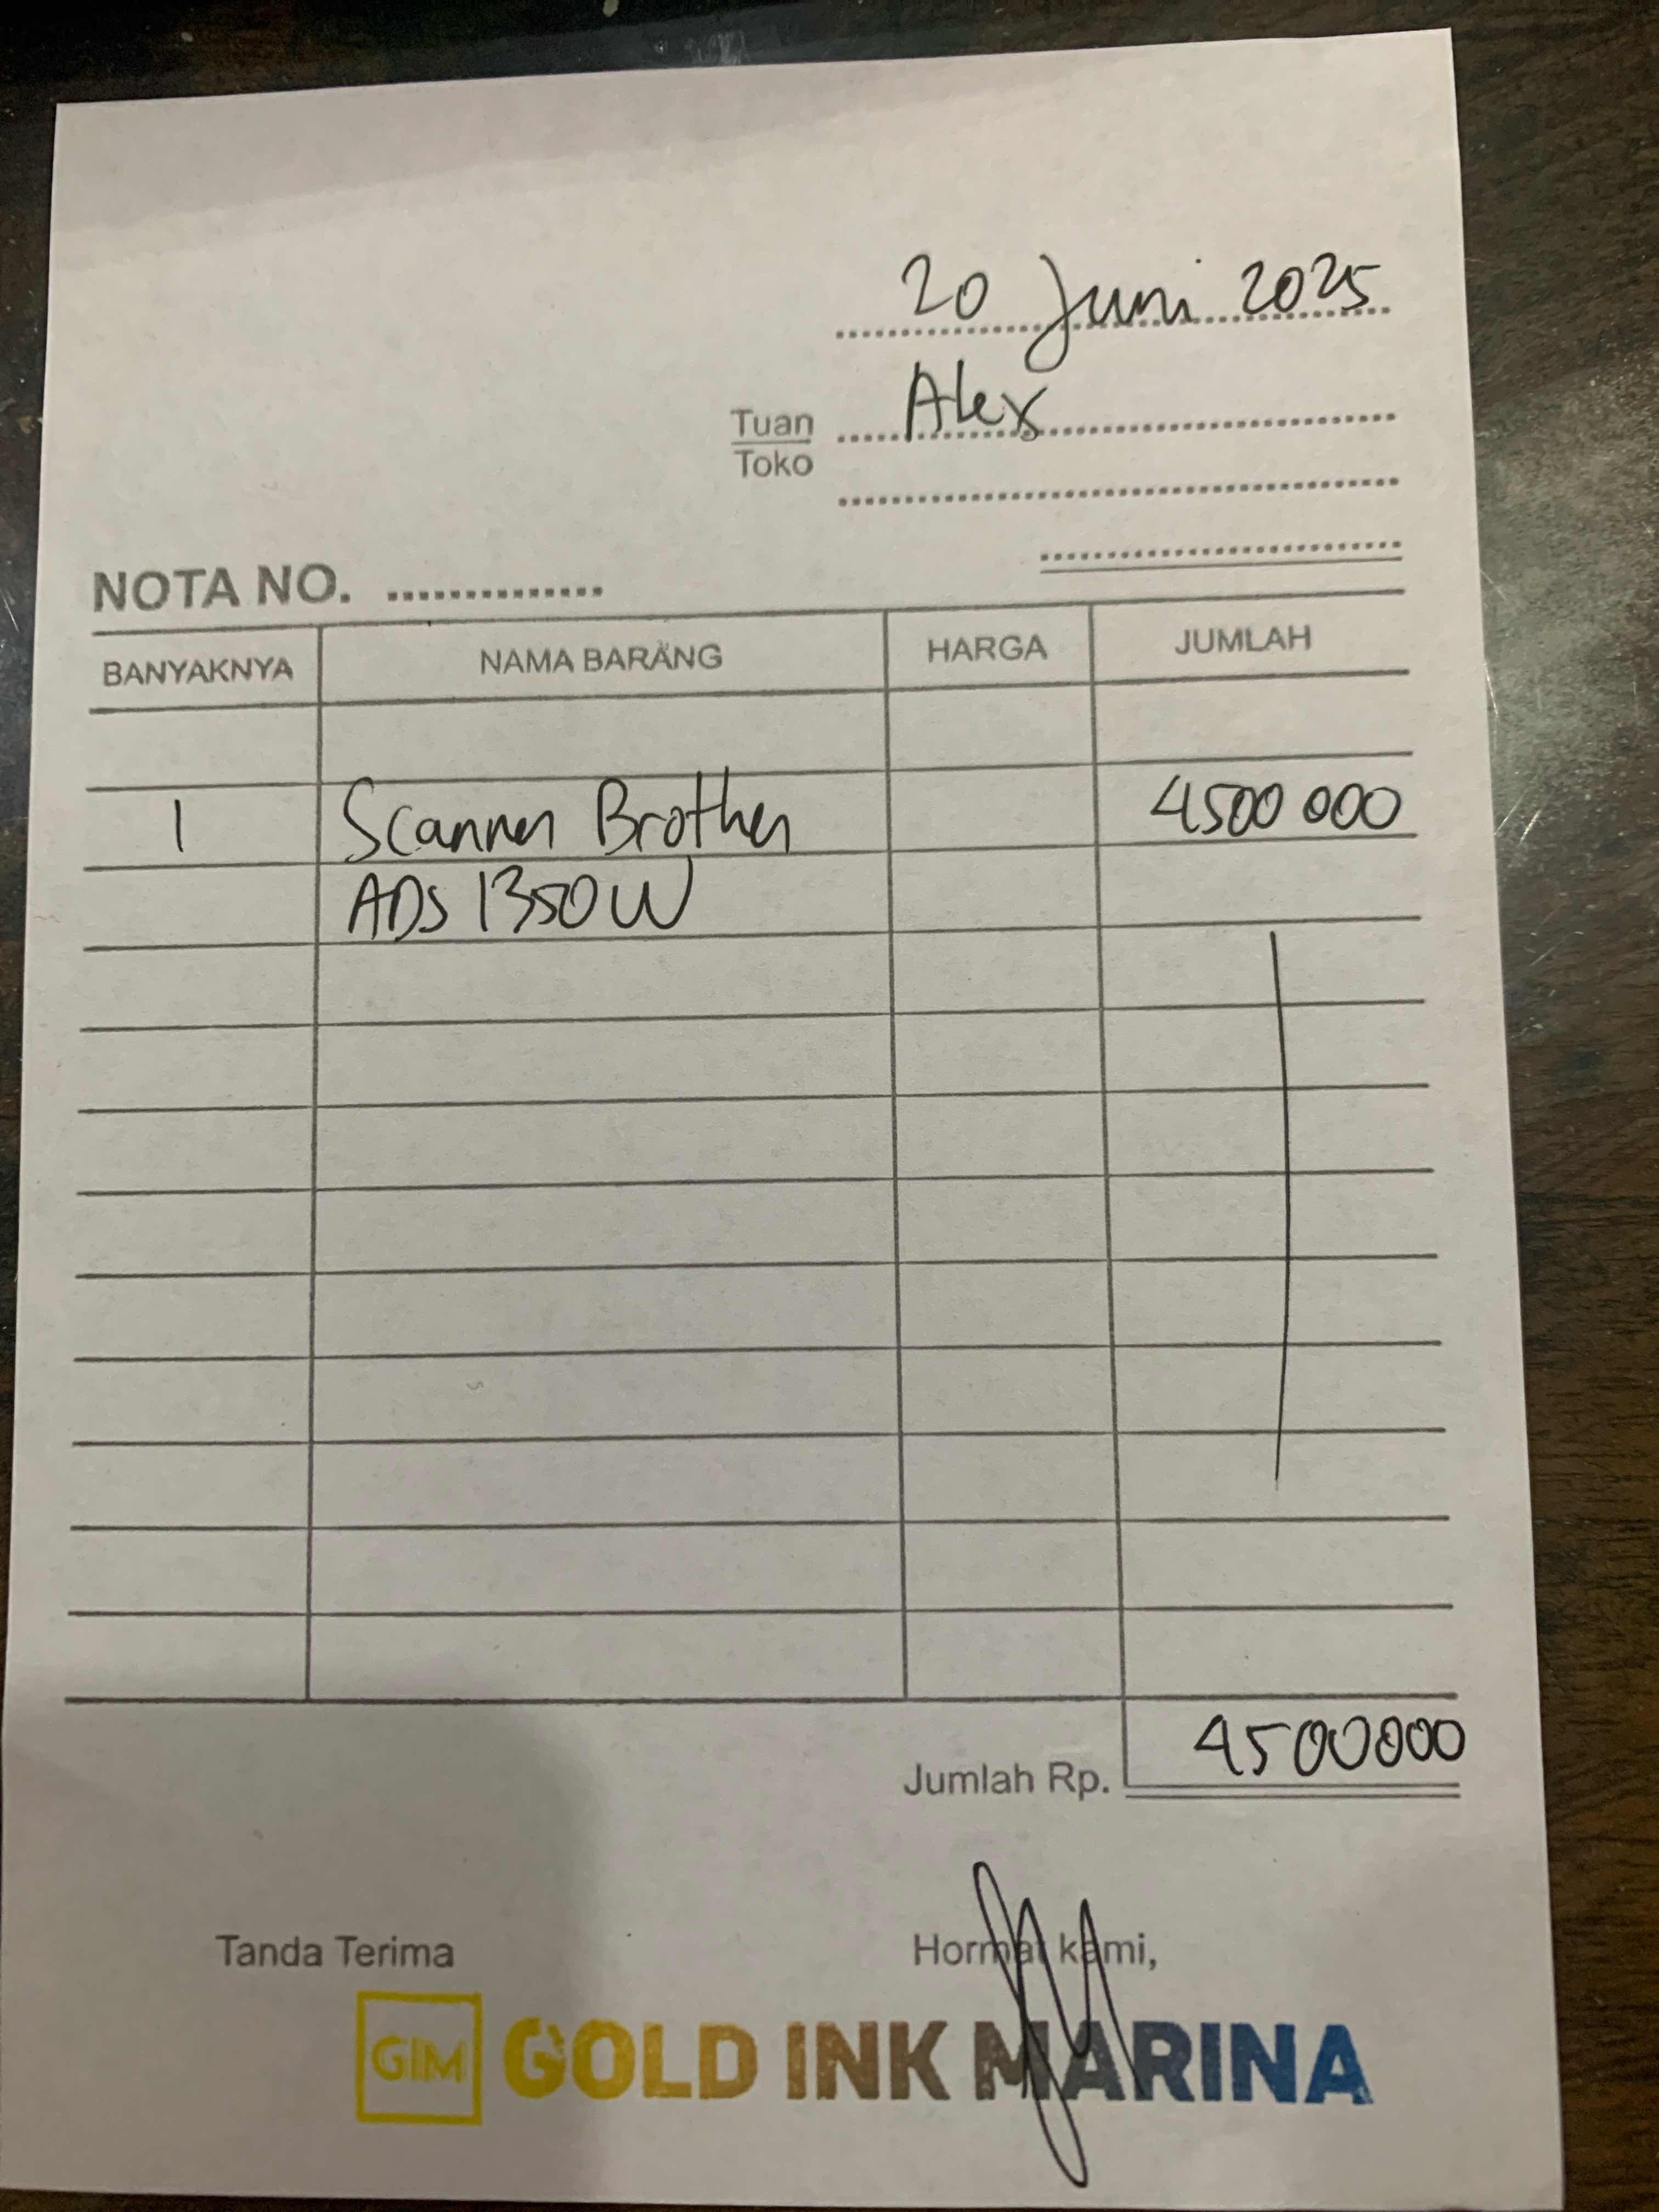 20 Juni 2025
Tuan Alex
Toko
NOTA NO. ..............
BANYAKNYA NAMA BARANG HARGA JUMLAH
1 Scanner Brother 4500 000
ADS 1350W
Jumlah Rp. 4500000
Tanda Terima Hormat kami,
GIM GOLD INK MARINA